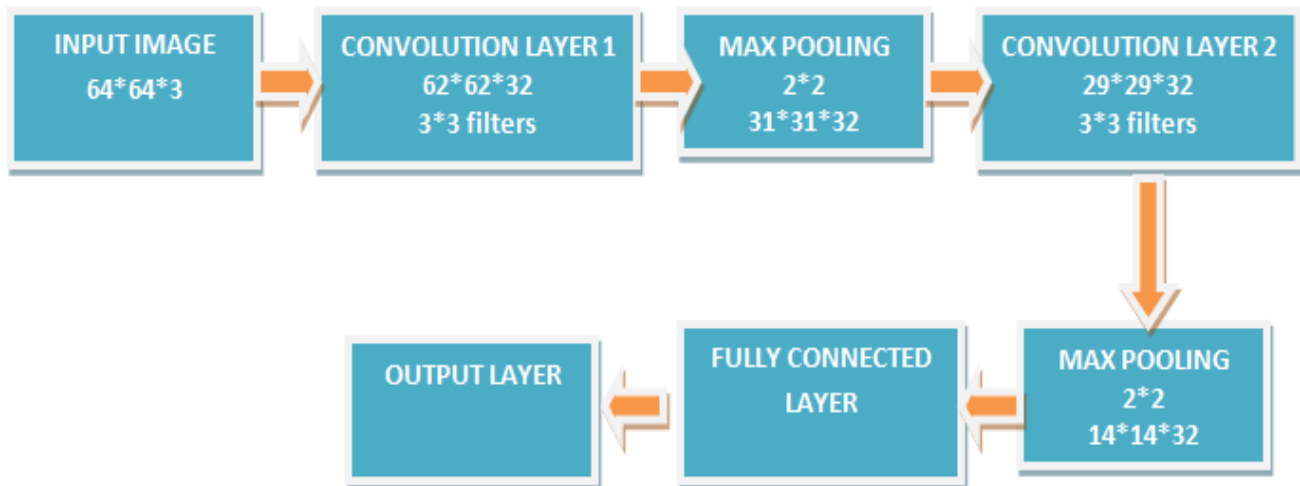 INPUT IMAGE
64*64*3
CONVOLUTION LAYER 1
62*62*32
3*3 filters
MAX POOLING
2*2
31*31*32
CONVOLUTION LAYER 2
29*29*32
3*3 filters
MAX POOLING
2*2
14*14*32
FULLY CONNECTED
LAYER
OUTPUT LAYER